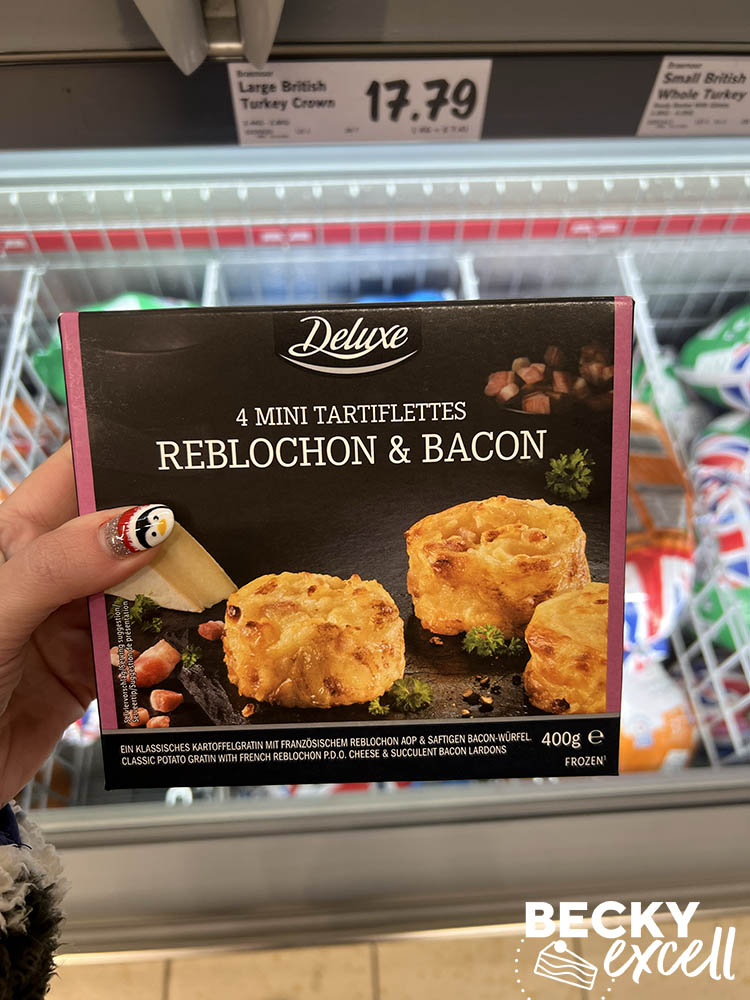 Large British
Turkey Crown
17.79
Small British
Whole Turkey
Deluxe
4 MINI TARTIFLETTES
REBLOCHON & BACON
EIN KLASSISCHES KARTOFFELGRATIN MIT FRANZÖSISCHEM REBLOCHON AOP & SAFTIGEN BACON-WÜRFEL.
CLASSIC POTATO GRATIN WITH FRENCH REBLOCHON P.D.O. CHEESE & SUCCULENT BACON LARDONS
400g e
FROZEN¹
BECKY
excell